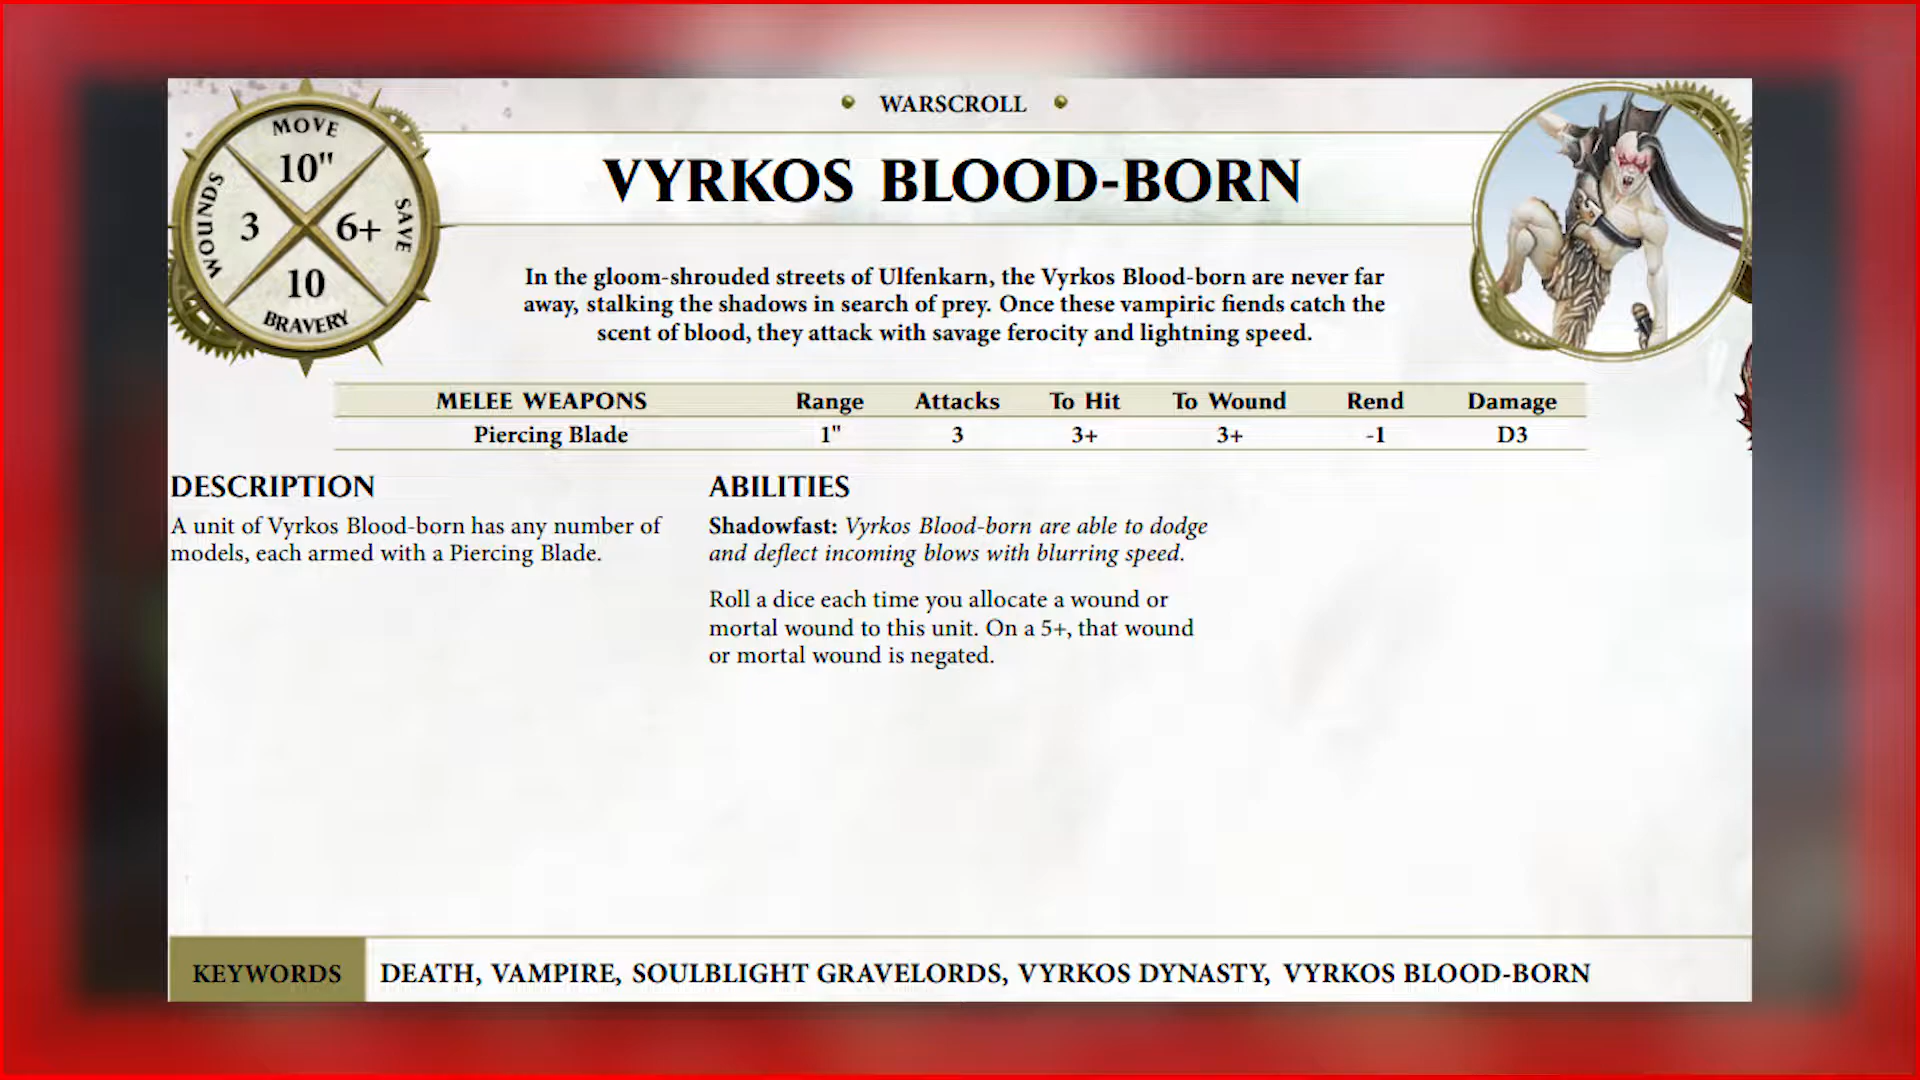 WARSCROLL
VYRKOS BLOOD-BORN
MOVE
10"
WOUNDS
3
6+
SAVE
10
BRAVERY
In the gloom-shrouded streets of Ulfenkarn, the Vyrkos Blood-born are never far
away, stalking the shadows in search of prey. Once these vampiric fiends catch the
scent of blood, they attack with savage ferocity and lightning speed.
MELEE WEAPONS Range Attacks To Hit To Wound Rend Damage
Piercing Blade 1" 3 3+ 3+ -1 D3
DESCRIPTION
A unit of Vyrkos Blood-born has any number of
models, each armed with a Piercing Blade.
ABILITIES
Shadowfast: Vyrkos Blood-born are able to dodge
and deflect incoming blows with blurring speed.
Roll a dice each time you allocate a wound or
mortal wound to this unit. On a 5+, that wound
or mortal wound is negated.
KEYWORDS DEATH, VAMPIRE, SOULBLIGHT GRAVELORDS, VYRKOS DYNASTY, VYRKOS BLOOD-BORN